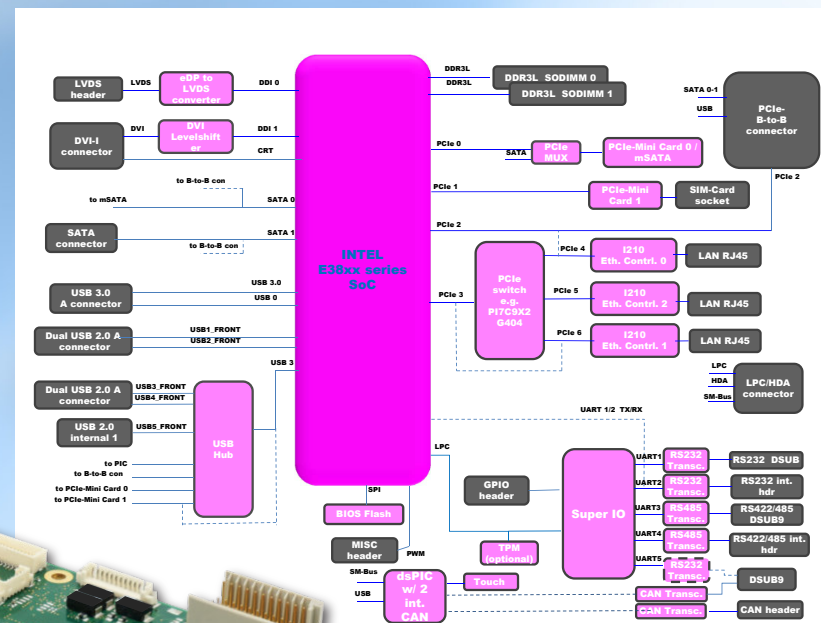 LVDS
header
LVDS
eDP to
LVDS
converter
DDI 0
DVI-I
connector
DVI
DVI
Levelshift
er
DDI 1
CRT
to B-to-B con
to mSATA
SATA 0
SATA
connector
SATA 1
to B-to-B con
USB 3.0
A connector
USB 3.0
USB 0
Dual USB 2.0 A
connector
USB1_FRONT
USB2_FRONT
USB 3
Dual USB 2.0 A
connector
USB3_FRONT
USB4_FRONT
USB 2.0
internal 1
USB5_FRONT
USB
Hub
to PIC
to B-to-B con
to PCIe-Mini Card 0
to PCIe-Mini Card 1
INTEL
E38xx series
SoC
DDR3L
DDR3L
DDR3L SODIMM 0
DDR3L SODIMM 1
SATA 0-1
USB
PCIe-
B-to-B
connector
PCIe 2
PCIe 0
SATA
PCIe
MUX
PCIe-Mini Card 0 /
mSATA
PCIe 1
PCIe-Mini
Card 1
SIM-Card
socket
PCIe 2
PCIe 3
PCIe
switch
e.g.
PI7C9X2
G404
PCIe 4
I210
Eth. Contrl. 0
LAN RJ45
PCIe 5
I210
Eth. Contrl. 2
LAN RJ45
PCIe 6
I210
Eth. Contrl. 1
LAN RJ45
LPC
HDA
SM-Bus
LPC/HDA
connector
UART 1/2 TX/RX
LPC
SPI
BIOS Flash
MISC
header
PWM
GPIO
header
TPM
(optional)
Super IO
UART1
RS232
Transc.
RS232 DSUB
UART2
RS232
Transc.
RS232 int.
hdr
UART3
RS485
Transc.
RS422/485
DSUB9
UART4
RS485
Transc.
RS422/485 int.
hdr
UART5
RS232
Transc.
DSUB9
CAN Transc.
CAN Transc.
CAN header
SM-Bus
USB
dsPIC
w/ 2
int.
CAN
Touch